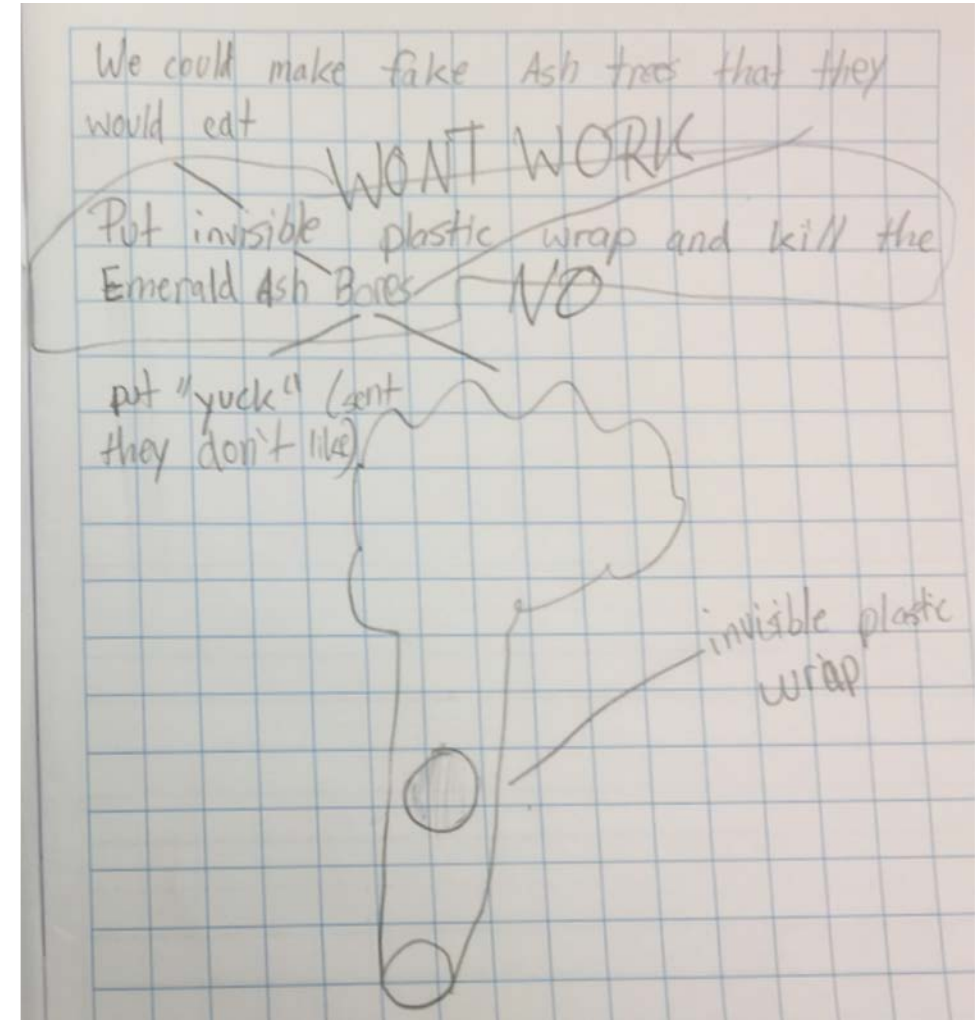 We could make fake Ash trees that they
would eat
WONT WORK
Put invisible plastic wrap and kill the
Emerald Ash Bores
NO
put "yuck" (sent
they don't like)
invisible plastic
wrap